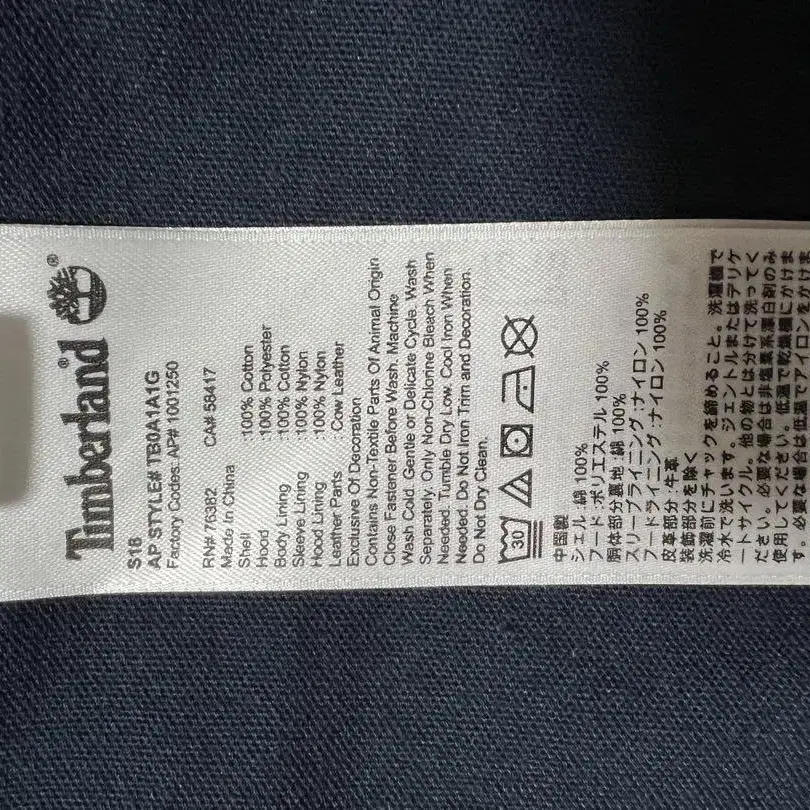 Timberland®
®
S18
AP STYLE# TB0A1A1G
Factory Codes: AP# 1001250
RN# 76382 CA# 58417
Made In China
Shell :100% Cotton
Hood :100% Polyester
Body Lining :100% Cotton
Sleeve Lining :100% Nylon
Hood Lining :100% Nylon
Leather Parts : Cow Leather
Exclusive Of Decoration
Contains Non-Textile Parts Of Animal Origin
Close Fastener Before Wash. Machine
Wash Cold. Gentle or Delicate Cycle. Wash
Separately. Only Non-Chlorine Bleach When
Needed. Tumble Dry Low. Cool Iron When
Needed. Do Not Iron Trim and Decoration.
Do Not Dry Clean.
30
中国製
シェル :綿 100%
フード :ポリエステル 100%
胴体部分裏地 :綿 100%
スリーブライニング :ナイロン 100%
フードライニング :ナイロン 100%
皮革部分 :牛革
装飾部分を除く
洗濯前にチャックを締めること。洗濯機で
冷水で洗います。ジェントルまたはデリケ
ートサイクル。他の物とは分けて洗ってく
ださい。必要な場合は非塩素系漂白剤のみ
使用してください。低温で乾燥機にかけま
す。必要な場合は低温でアイロンをかけま